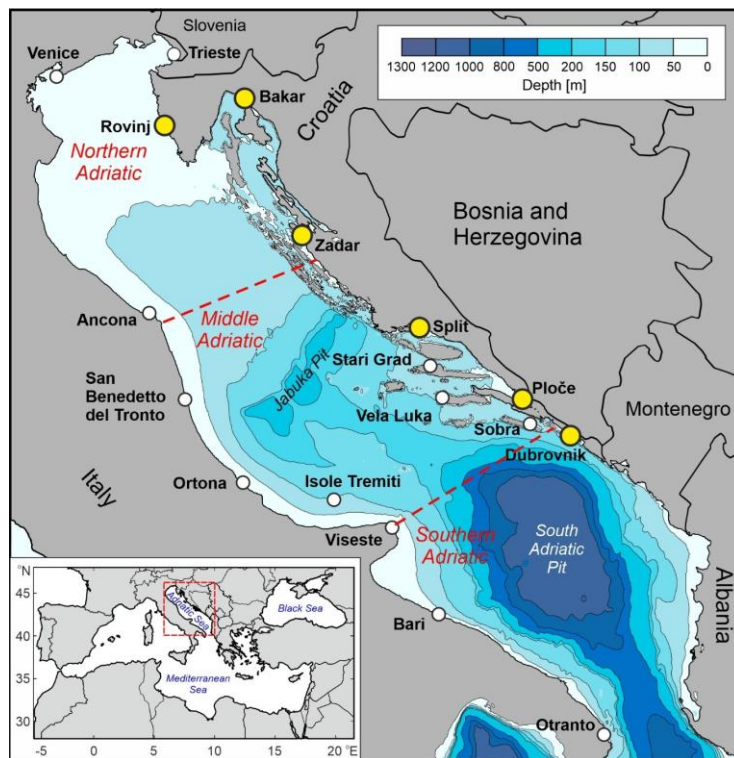 Slovenia
Venice
Trieste
1300 1200 1000 500 200 150 100 50 0
Depth [m]
Bakar
Croatia
Rovinj
Northern
Adriatic
Bosnia and
Herzegovina
Zadar
Ancona
Middle
Adriatic
Split
Stari Grad
Jabuka Pit
San
Benedetto
del Tronto
Ploče
Vela Luka
Montenegro
Sobra
Dubrovnik
Italy
Ortona
Isole Tremiti
Viseste
Southern
Adriatic
South
Adriatic
Pit
Albania
Bari
Otranto
°N
45
40
35
30
Adriatic Sea
Black Sea
Mediterranean
Sea
-5 0 5 10 15 20 °E